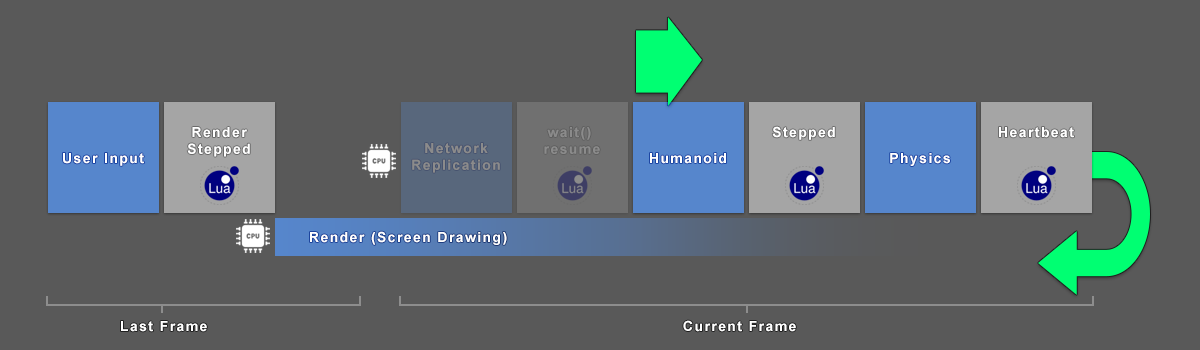 User Input
Render
Stepped
Lua
CPU
Network
Replication
wait()
resume
Lua
Humanoid
Stepped
Lua
Physics
Heartbeat
Lua
CPU
Render (Screen Drawing)
Last Frame
Current Frame